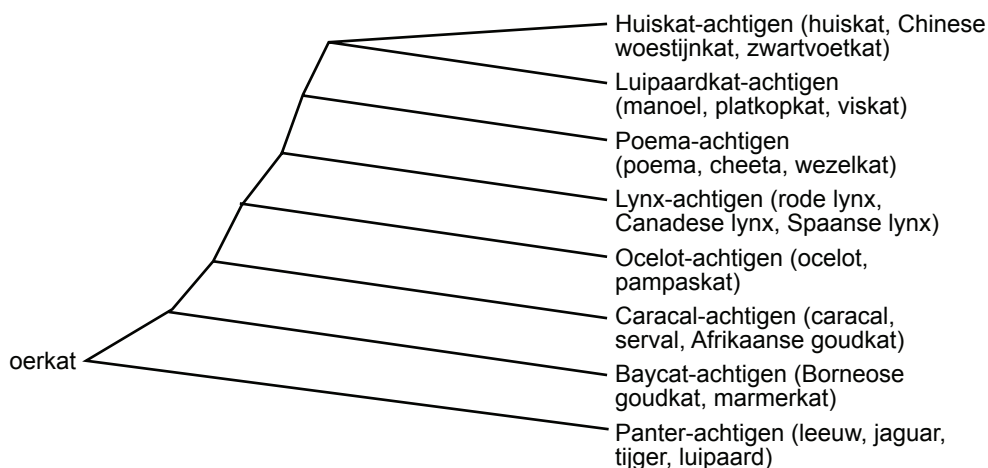 Huiskat-achtigen (huiskat, Chinese
woestijnkat, zwartvoetkat)
Luipaardkat-achtigen
(manoel, platkopkat, viskat)
Poema-achtigen
(poema, cheeta, wezelkat)
Lynx-achtigen (rode lynx,
Canadese lynx, Spaanse lynx)
Ocelot-achtigen (ocelot,
pampaskat)
Caracal-achtigen (caracal,
serval, Afrikaanse goudkat)
oerkat
Baycat-achtigen (Borneose
goudkat, marmerkat)
Panter-achtigen (leeuw, jaguar,
tijger, luipaard)